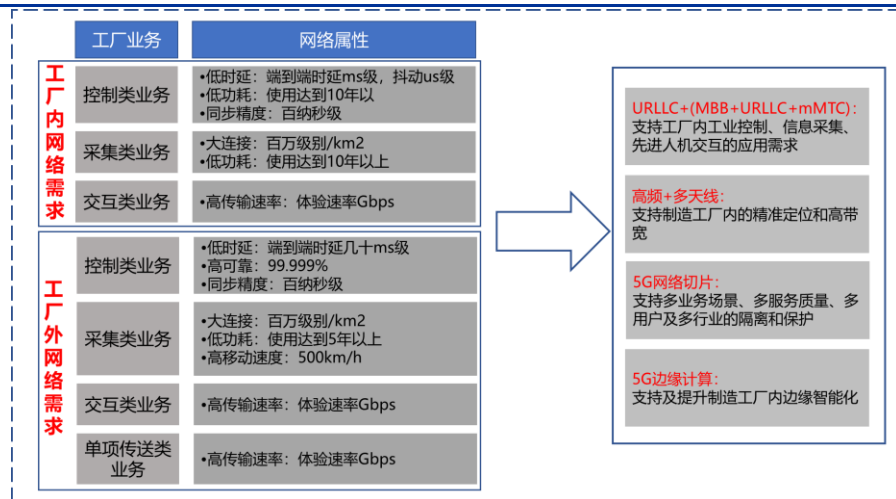 工厂业务
网络属性
工厂内网络需求
控制类业务
•低时延：端到端时延ms级，抖动us级
•低功耗：使用达到10年以
•同步精度：百纳秒级
采集类业务
•大连接：百万级别/km2
•低功耗：使用达到10年以上
交互类业务
•高传输速率：体验速率Gbps
工厂外网络需求
控制类业务
•低时延：端到端时延几十ms级
•高可靠：99.999%
•同步精度：百纳秒级
采集类业务
•大连接：百万级别/km2
•低功耗：使用达到5年以上
•高移动速度：500km/h
交互类业务
•高传输速率：体验速率Gbps
单项传送类
业务
•高传输速率：体验速率Gbps
URLLC+(MBB+URLLC+mMTC)：
支持工厂内工业控制、信息采集、
先进人机交互的应用需求
高频+多天线：
支持制造工厂内的精准定位和高带
宽
5G网络切片：
支持多业务场景、多服务质量、多
用户及多行业的隔离和保护
5G边缘计算：
支持及提升制造工厂内边缘智能化